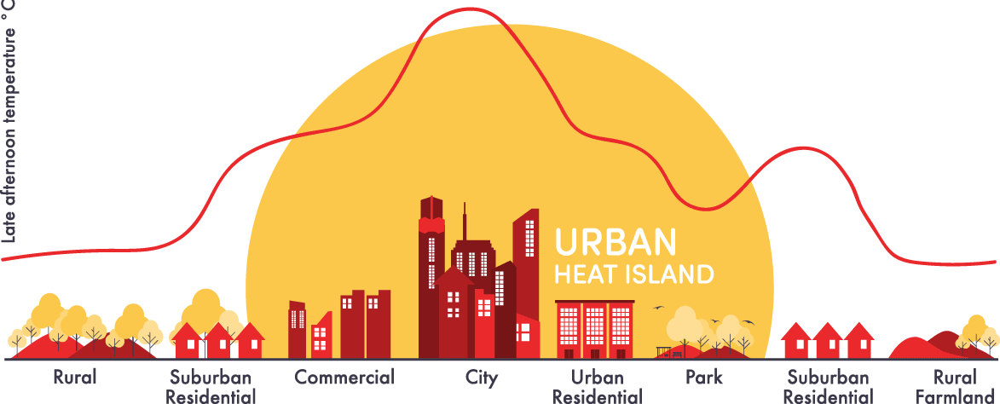 Late afternoon temperature °C
URBAN
HEAT ISLAND
Rural
Suburban
Residential
Commercial
City
Urban
Residential
Park
Suburban
Residential
Rural
Farmland